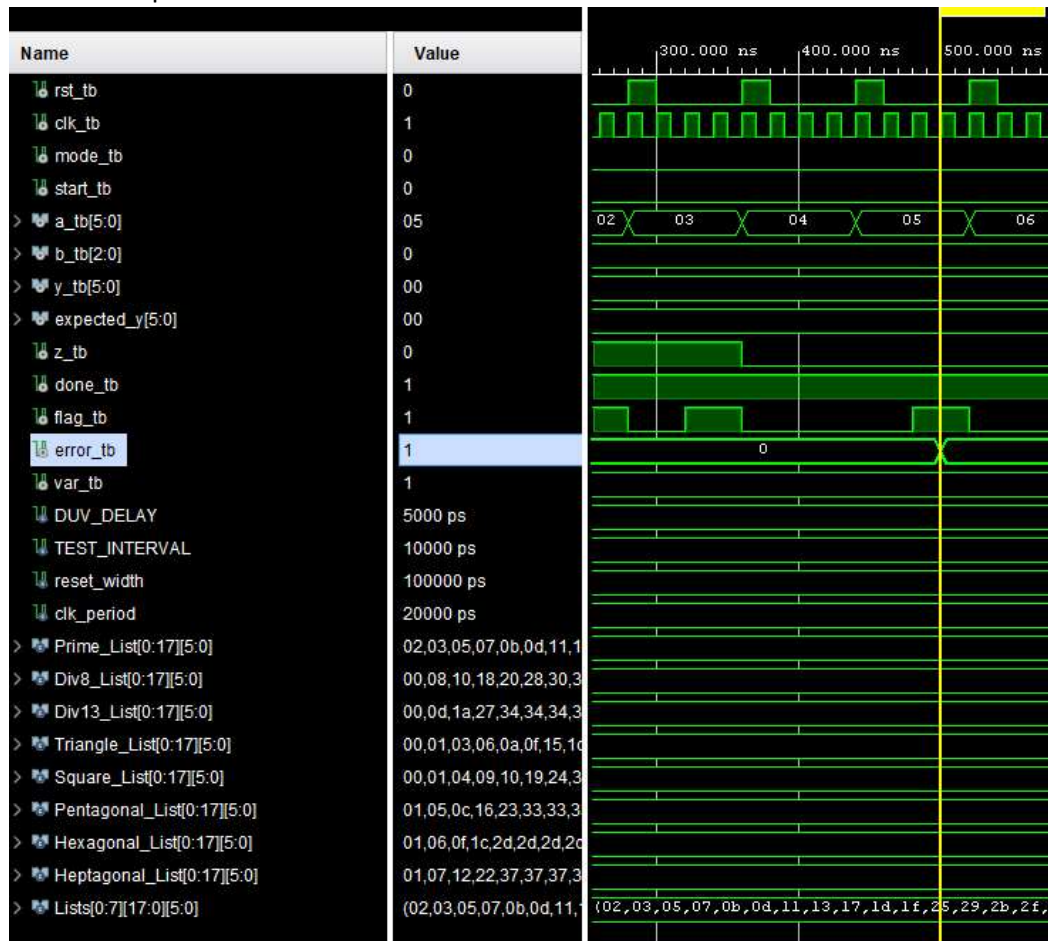 Name Value 300.000 ns 400.000 ns 500.000 ns
rst_tb 0
clk_tb 1
mode_tb 0
start_tb 0
a_tb[5:0] 05 02 03 04 05 06
b_tb[2:0] 0
y_tb[5:0] 00
expected_y[5:0] 00
z_tb 0
done_tb 1
flag_tb 1
error_tb 1 0
var_tb 1
DUV_DELAY 5000 ps
TEST_INTERVAL 10000 ps
reset_width 100000 ps
clk_period 20000 ps
Prime_List[0:17][5:0] 02,03,05,07,0b,0d,11,1
Div8_List[0:17][5:0] 00,08,10,18,20,28,30,3
Div13_List[0:17][5:0] 00,0d,1a,27,34,34,34,3
Triangle_List[0:17][5:0] 00,01,03,06,0a,0f,15,1c
Square_List[0:17][5:0] 00,01,04,09,10,19,24,3
Pentagonal_List[0:17][5:0] 01,05,0c,16,23,33,33,3
Hexagonal_List[0:17][5:0] 01,06,0f,1c,2d,2d,2d,2d
Heptagonal_List[0:17][5:0] 01,07,12,22,37,37,37,3
Lists[0:7][17:0][5:0] (02,03,05,07,0b,0d,11, (02,03,05,07,0b,0d,11,13,17,1d,1f,25,29,2b,2f,